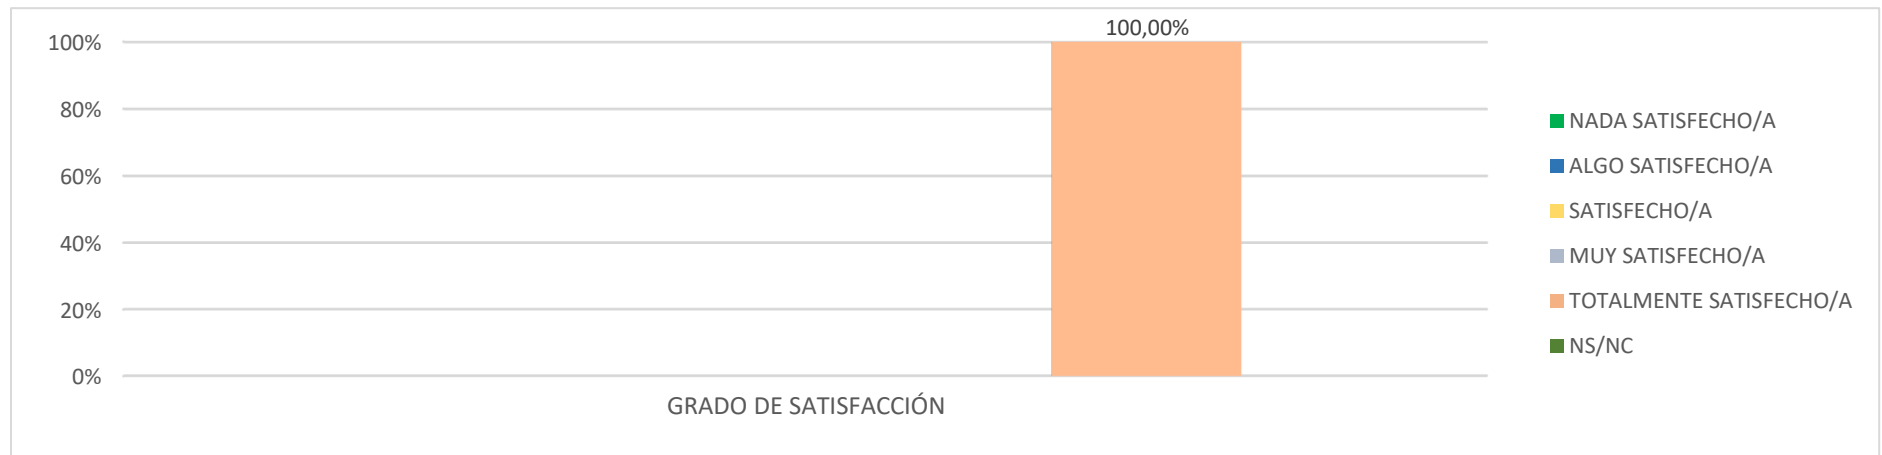 100,00%
100%
80%
60%
40%
20%
0%
GRADO DE SATISFACCIÓN
NADA SATISFECHO/A
ALGO SATISFECHO/A
SATISFECHO/A
MUY SATISFECHO/A
TOTALMENTE SATISFECHO/A
NS/NC